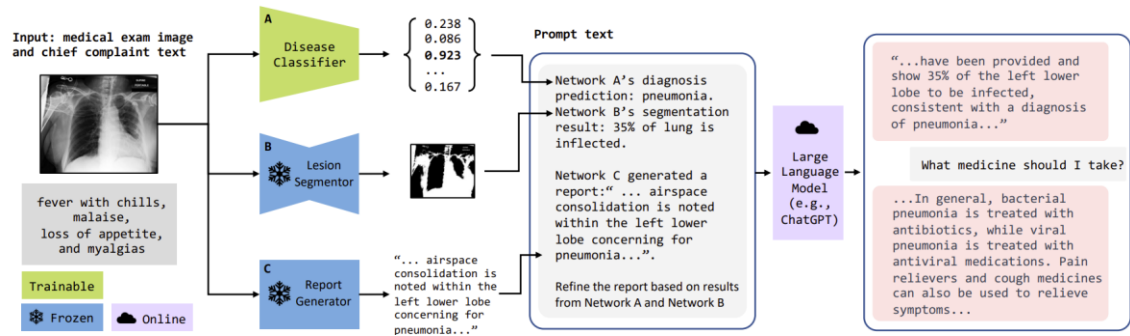 Input: medical exam image
and chief complaint text
fever with chills,
malaise,
loss of appetite,
and myalgias
Trainable
Frozen
Online
A
Disease
Classifier
B
Lesion
Segmentor
C
Report
Generator
0.238
0.086
0.923
...
0.167
“... airspace
consolidation is
noted within the
left lower lobe
concerning for
pneumonia...”
Prompt text
Network A’s diagnosis
prediction: pneumonia.
Network B’s segmentation
result: 35% of lung is
inflected.
Network C generated a
report:“ ... airspace
consolidation is noted
within the left lower
lobe concerning for
pneumonia...”.
Refine the report based on results
from Network A and Network B
Large
Language
Model
(e.g.,
ChatGPT)
“...have been provided and
show 35% of the left lower
lobe to be infected,
consistent with a diagnosis
of pneumonia...”
What medicine should I take?
...In general, bacterial
pneumonia is treated with
antibiotics, while viral
pneumonia is treated with
antiviral medications. Pain
relievers and cough medicines
can also be used to relieve
symptoms...